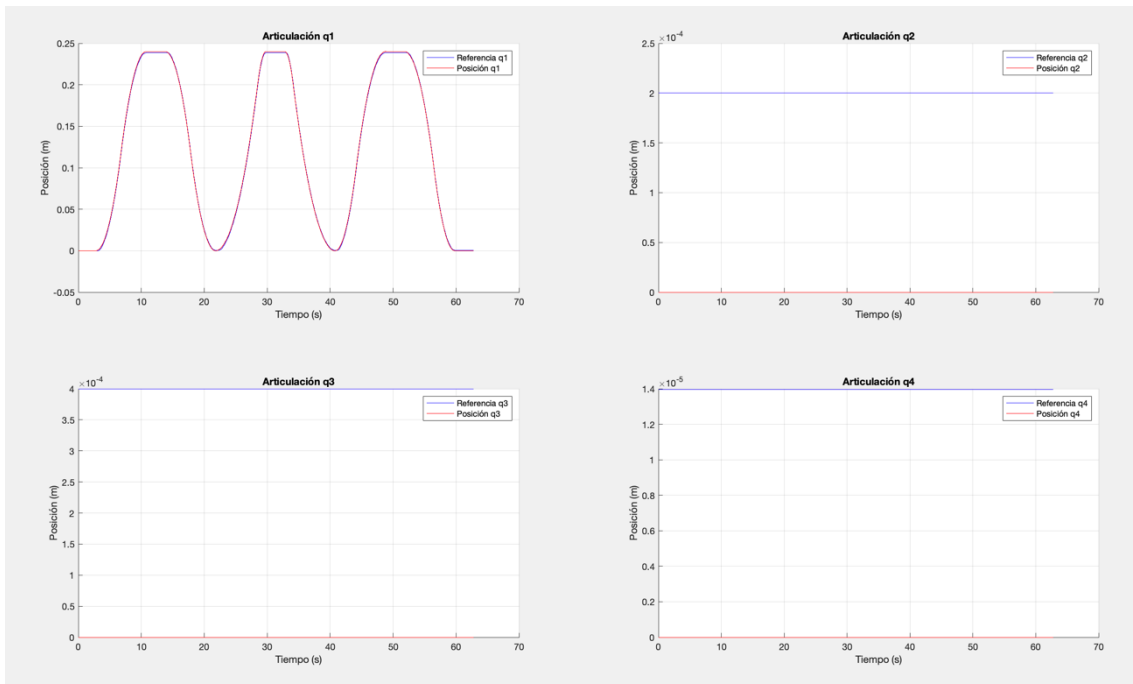 Articulación q1
0.25
0.2
0.15
0.1
0.05
0
-0.05
Posición (m)
Referencia q1
Posición q1
0 10 20 30 40 50 60 70
Tiempo (s)
Articulación q2
×10-4
2.5
2
1.5
1
0.5
0
Posición (m)
Referencia q2
Posición q2
0 10 20 30 40 50 60 70
Tiempo (s)
Articulación q3
×10-4
4
3.5
3
2.5
2
1.5
1
0.5
0
Posición (m)
Referencia q3
Posición q3
0 10 20 30 40 50 60 70
Tiempo (s)
Articulación q4
×10-5
1.4
1.2
1
0.8
0.6
0.4
0.2
0
Posición (m)
Referencia q4
Posición q4
0 10 20 30 40 50 60 70
Tiempo (s)